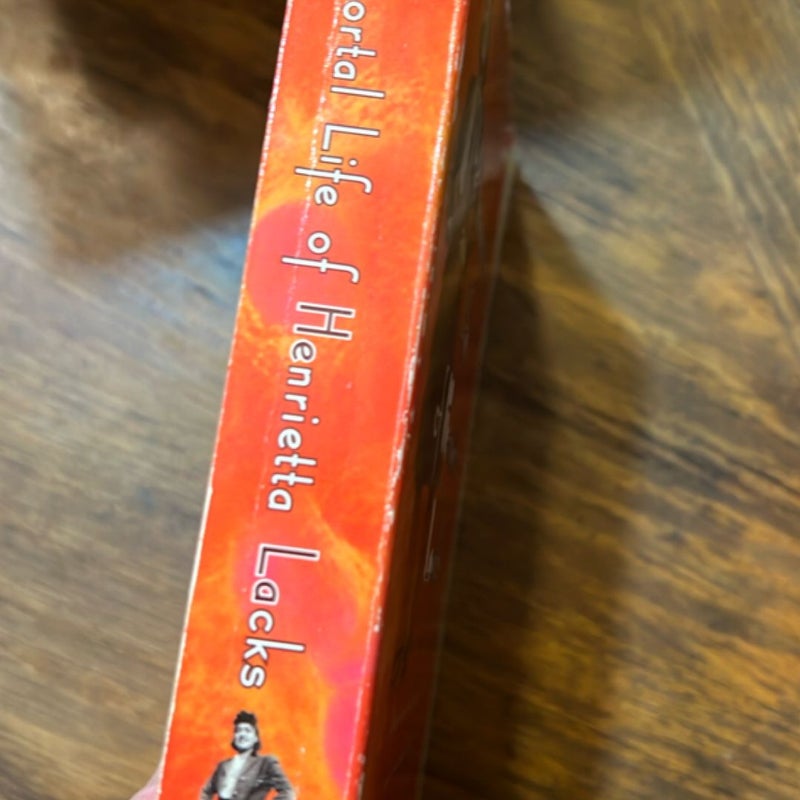 ortal Life of Henrietta Lacks